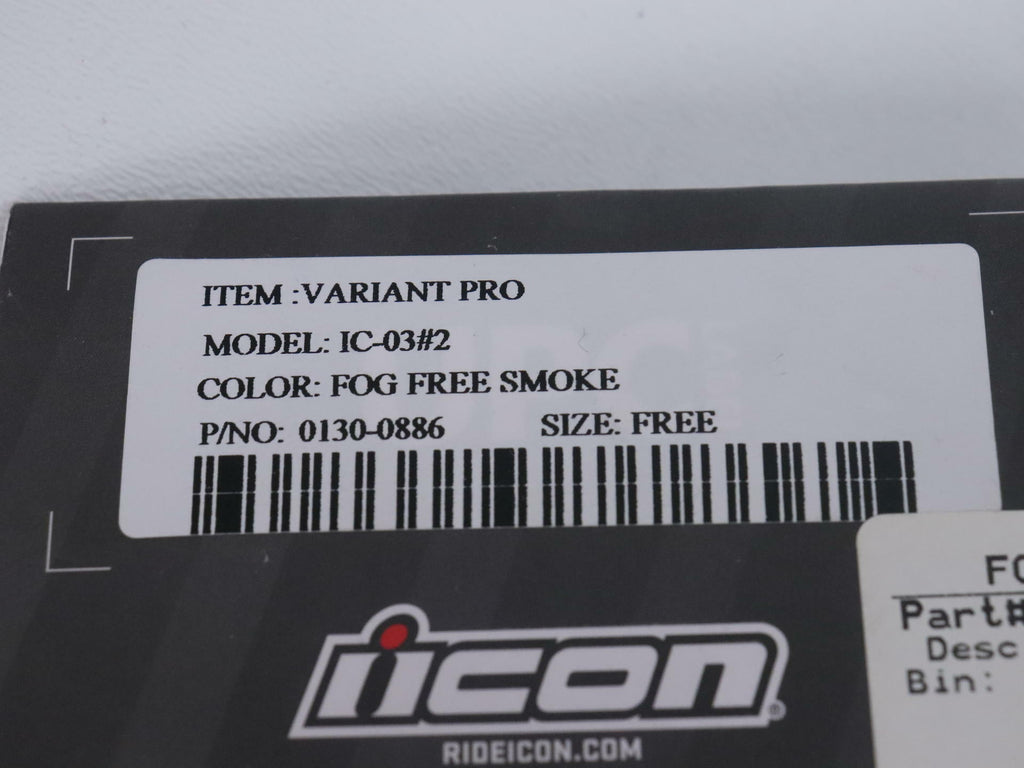 ITEM :VARIANT PRO
MODEL: IC-03#2
COLOR: FOG FREE SMOKE
P/NO: 0130-0886 SIZE: FREE
icon
RIDEICON.COM
Part#
Desc
Bin: